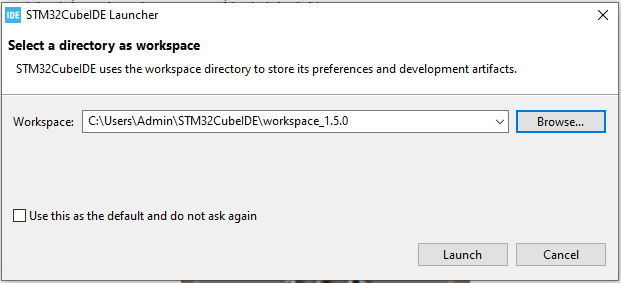 IDE STM32CubeIDE Launcher
Select a directory as workspace
STM32CubeIDE uses the workspace directory to store its preferences and development artifacts.
Workspace: C:\Users\Admin\STM32CubeIDE\workspace_1.5.0 Browse...
Use this as the default and do not ask again
Launch Cancel